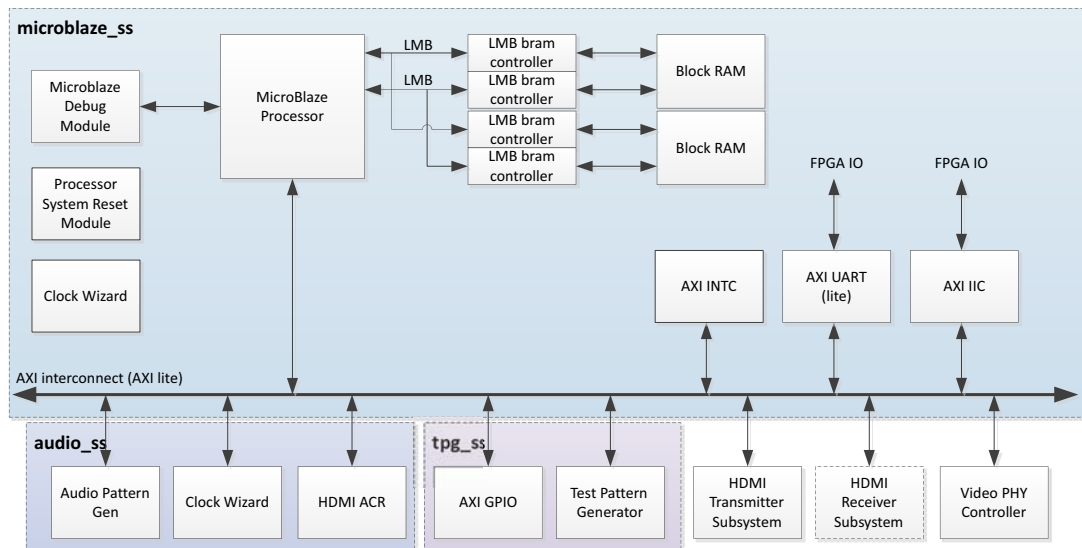 microblaze_ss
Microblaze
Debug
Module
MicroBlaze
Processor
LMB
LMB
LMB bram
controller
LMB bram
controller
LMB bram
controller
LMB bram
controller
Block RAM
Block RAM
Processor
System Reset
Module
Clock Wizard
FPGA IO
FPGA IO
AXI INTC
AXI UART
(lite)
AXI IIC
AXI interconnect (AXI lite)
audio_ss
Audio Pattern
Gen
Clock Wizard
HDMI ACR
tpg_ss
AXI GPIO
Test Pattern
Generator
HDMI
Transmitter
Subsystem
HDMI
Receiver
Subsystem
Video PHY
Controller